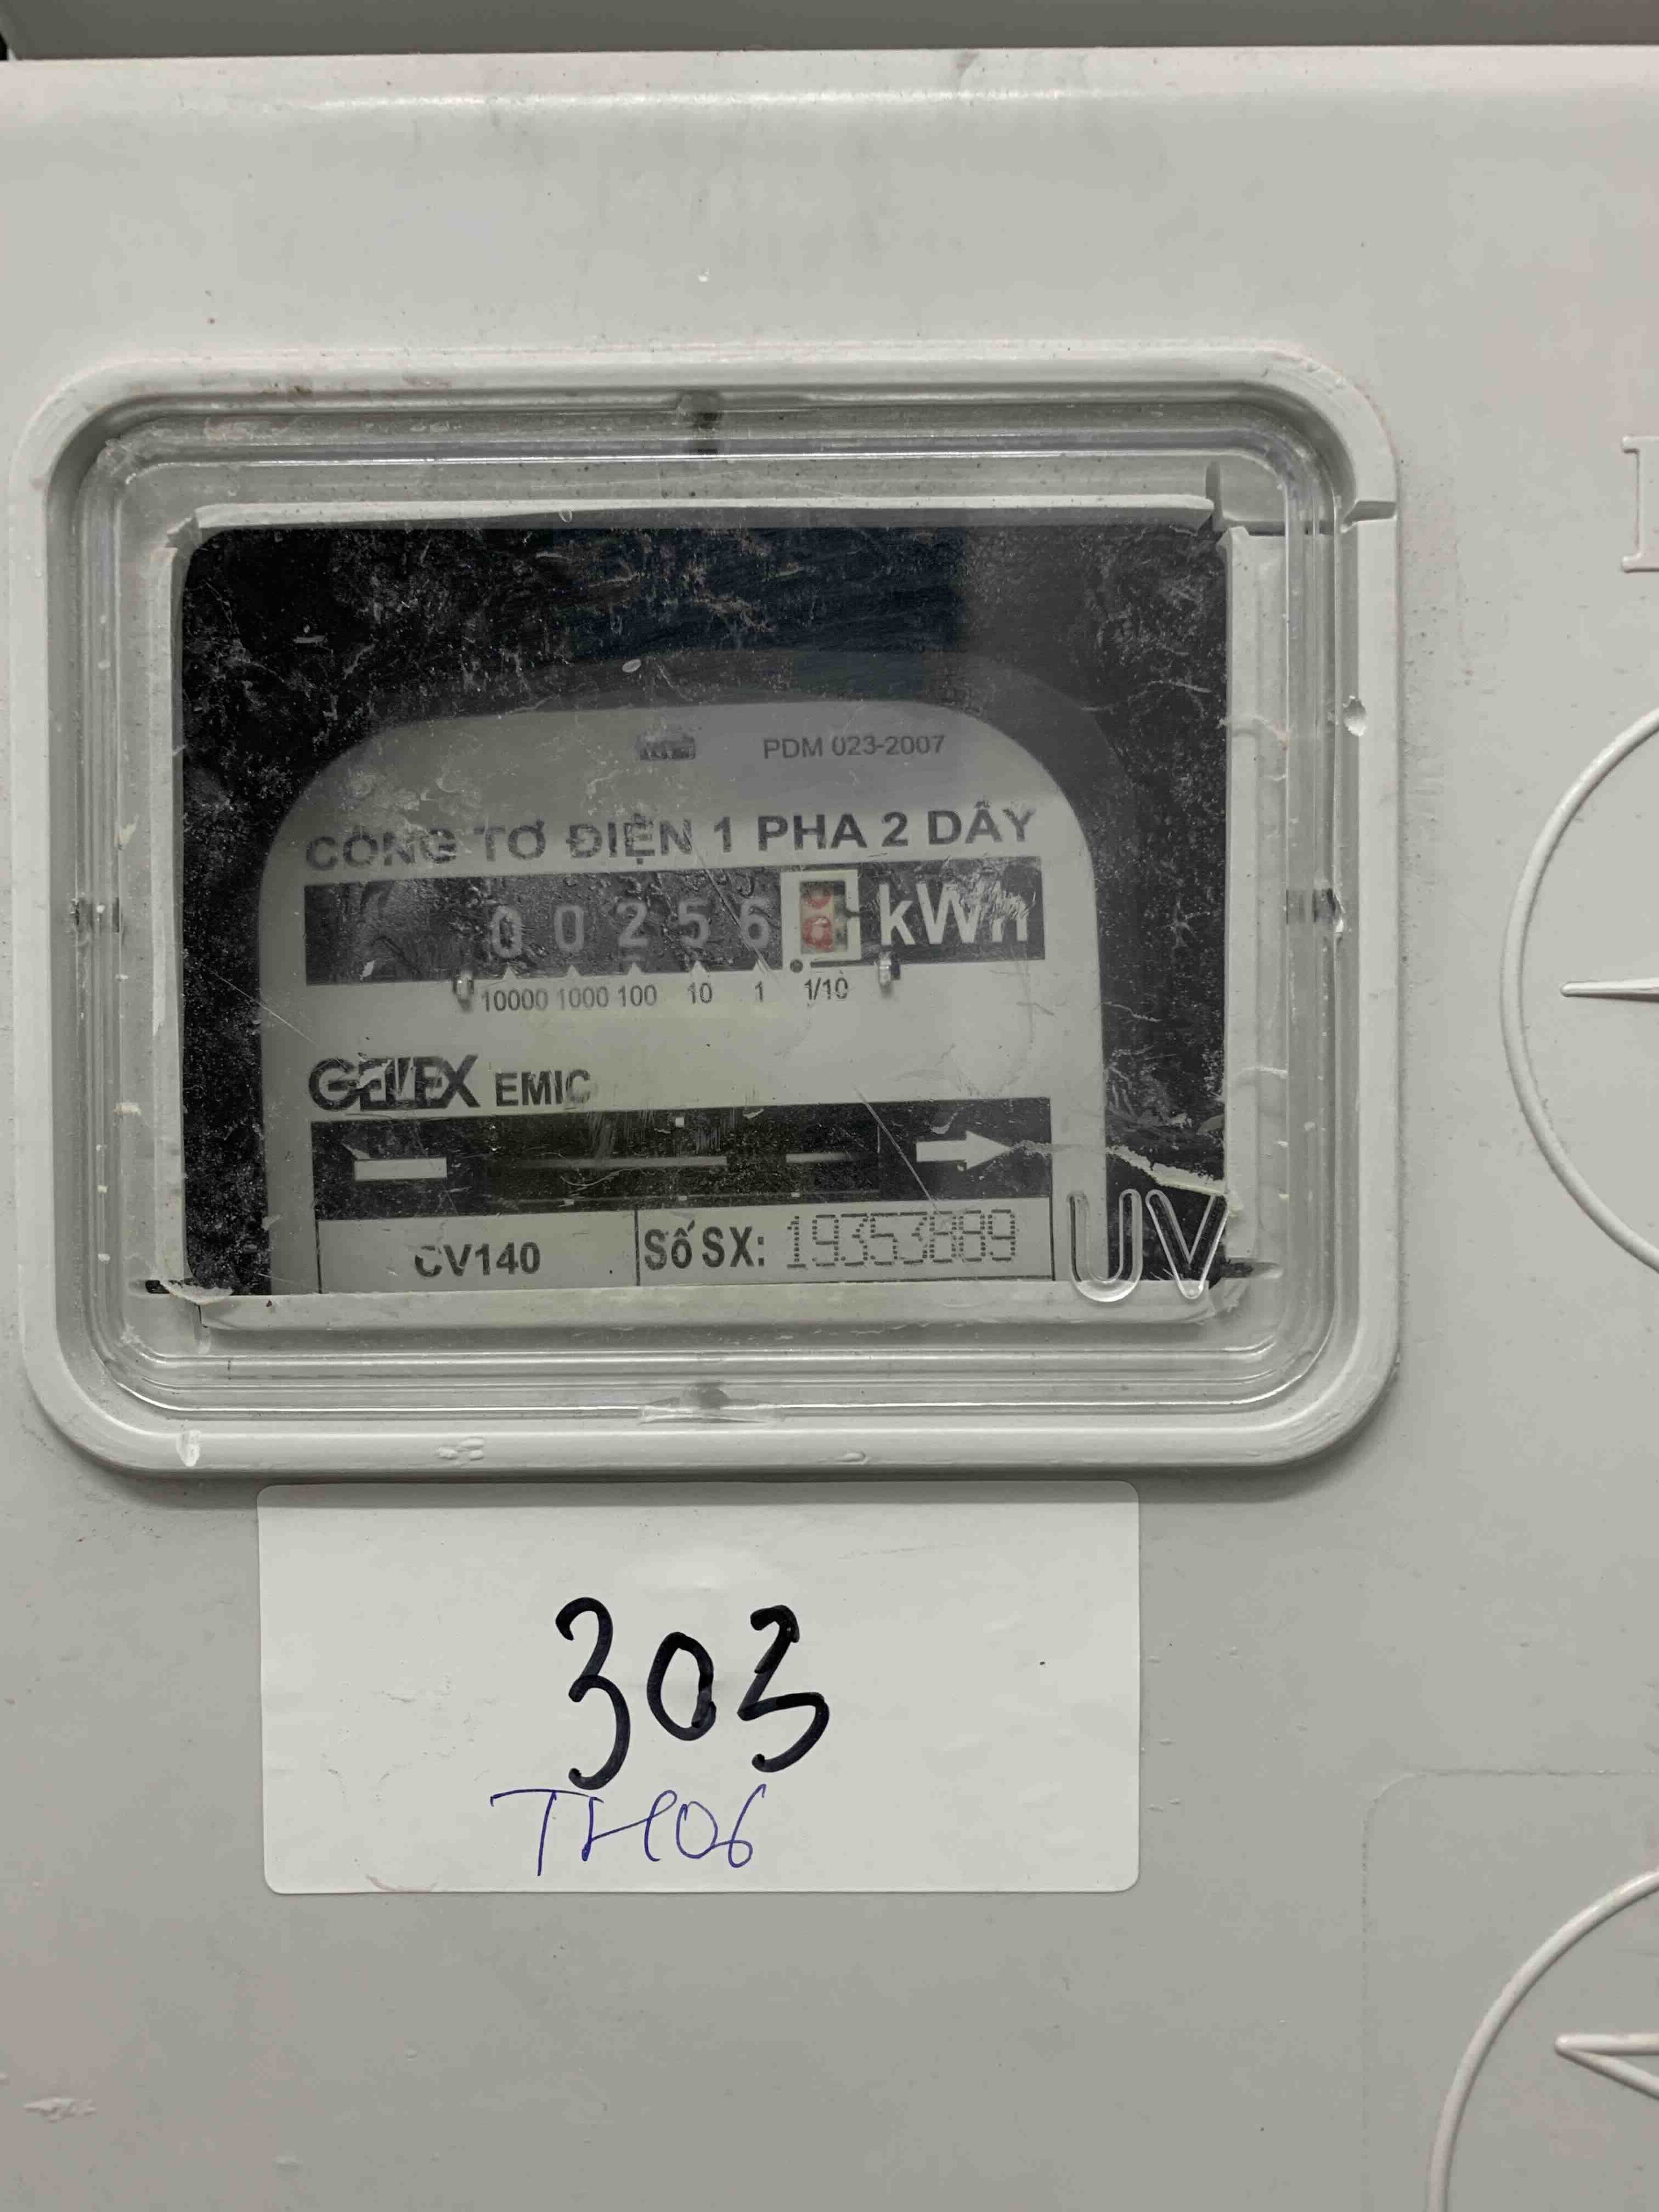 PDM 023-2007
CÔNG TƠ ĐIỆN 1 PHA 2 DÂY
0 0 2 5 6 kWh
10000 1000 100 10 1 1/10
GELEX EMIC
CV140 Số SX:
UV
303
TH06